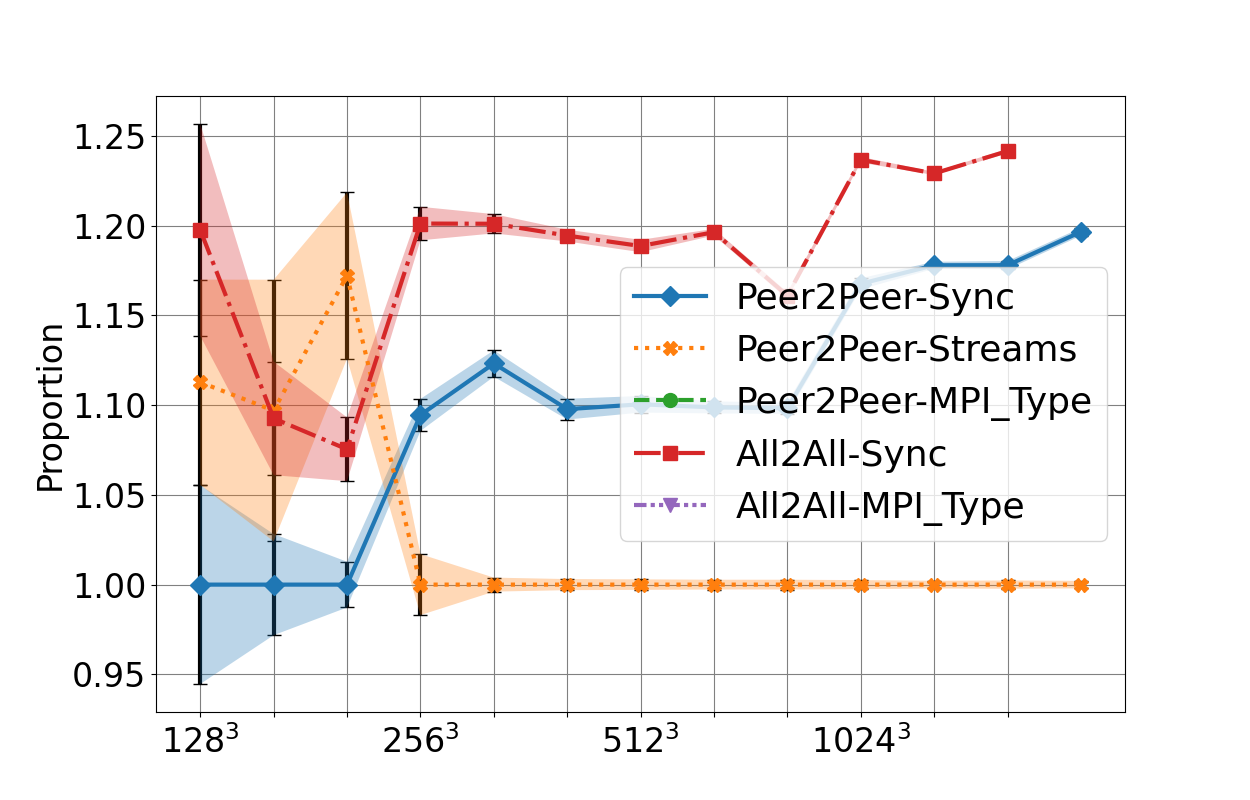 1.25
1.20
1.15
1.10
1.05
1.00
0.95
Proportion
Peer2Peer-Sync
Peer2Peer-Streams
Peer2Peer-MPI_Type
All2All-Sync
All2All-MPI_Type
128³ 256³ 512³ 1024³